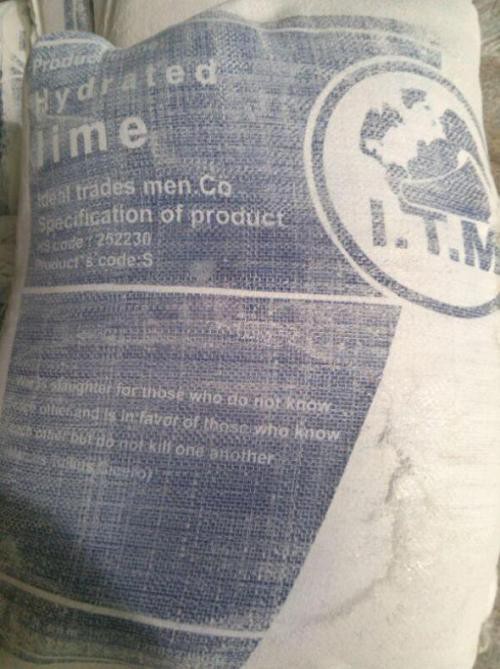 Product
Hydrated
lime
Ideal trades men.Co
Specification of product
HS code : 252230
Product's code:S
I.T.M
war is slaughter for those who do not know
other and is in favor of those who know
each other but do not kill one another